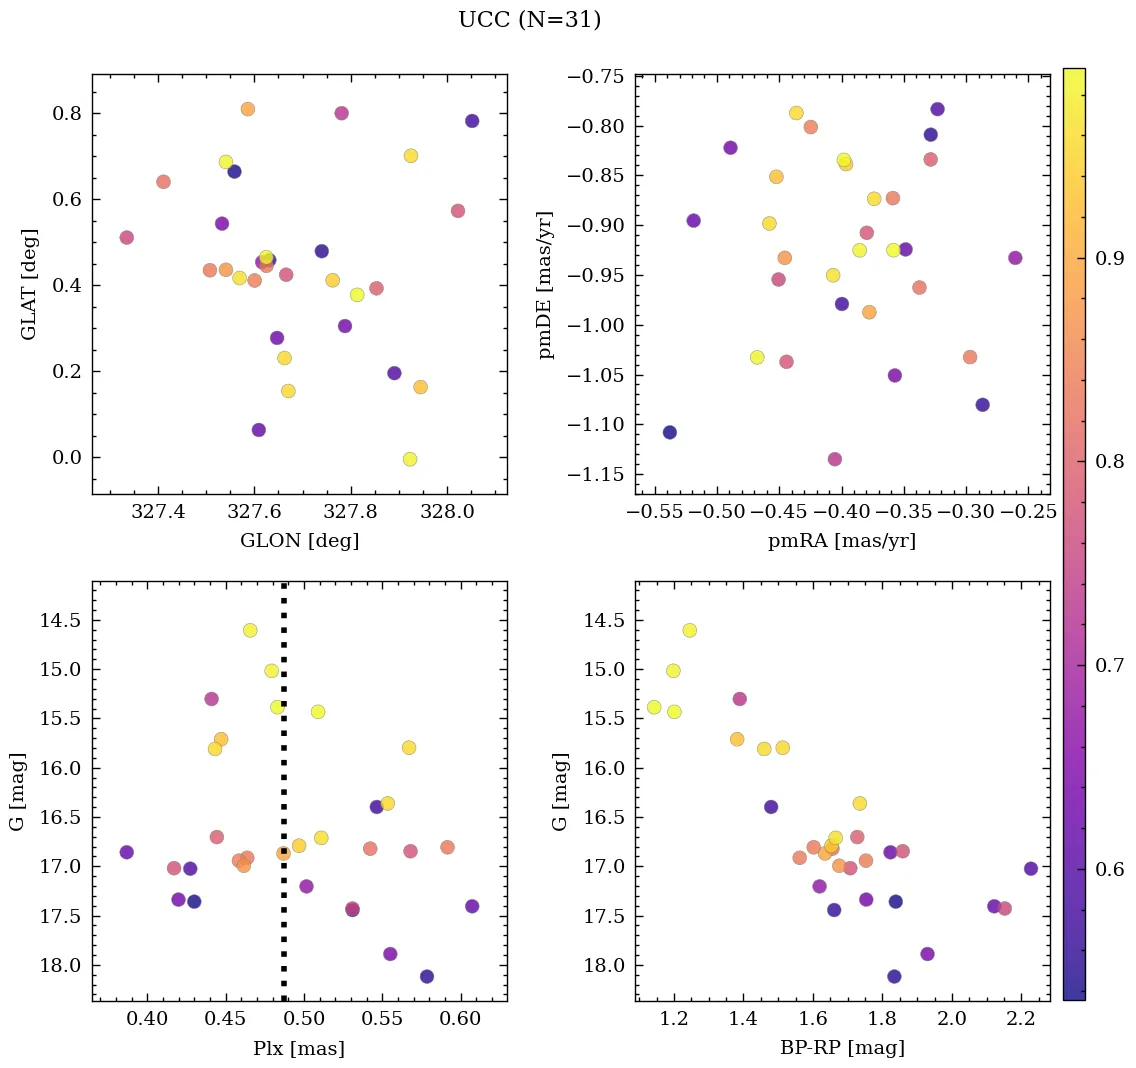 UCC (N=31)
0.8
0.6
0.4
0.2
0.0
GLAT [deg]
327.4 327.6 327.8 328.0
GLON [deg]
−0.75
−0.80
−0.85
−0.90
−0.95
−1.00
−1.05
−1.10
−1.15
pmDE [mas/yr]
−0.55 −0.50 −0.45 −0.40 −0.35 −0.30 −0.25
pmRA [mas/yr]
14.5
15.0
15.5
16.0
16.5
17.0
17.5
18.0
G [mag]
0.40 0.45 0.50 0.55 0.60
Plx [mas]
14.5
15.0
15.5
16.0
16.5
17.0
17.5
18.0
G [mag]
1.2 1.4 1.6 1.8 2.0 2.2
BP-RP [mag]
0.9
0.8
0.7
0.6